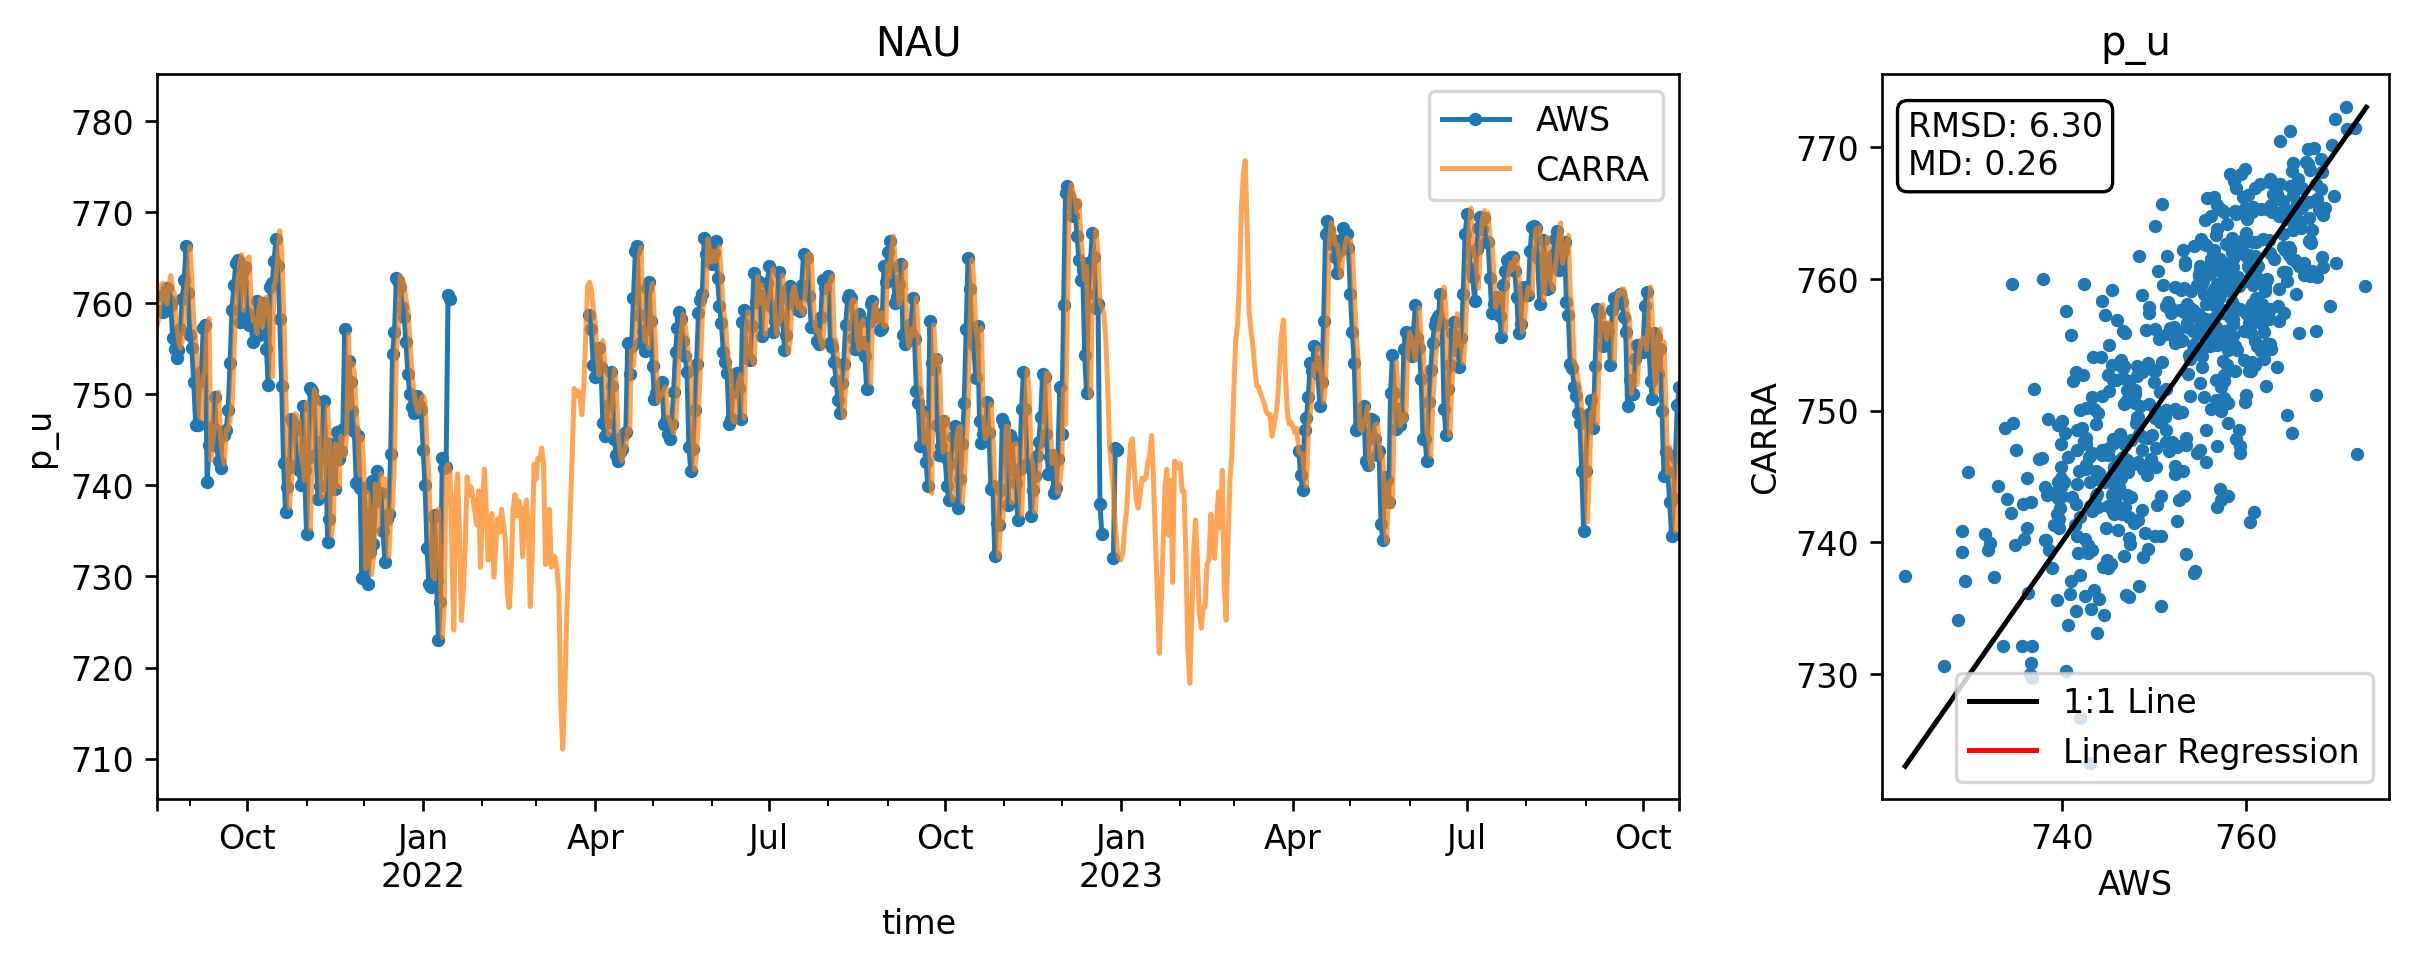 NAU
p_u
780
770
760
750
740
730
720
710
AWS
CARRA
Oct
Jan
2022
Apr
Jul
Oct
Jan
2023
Apr
Jul
Oct
time
p_u
RMSD: 6.30
MD: 0.26
CARRA
770
760
750
740
730
1:1 Line
Linear Regression
740
760
AWS